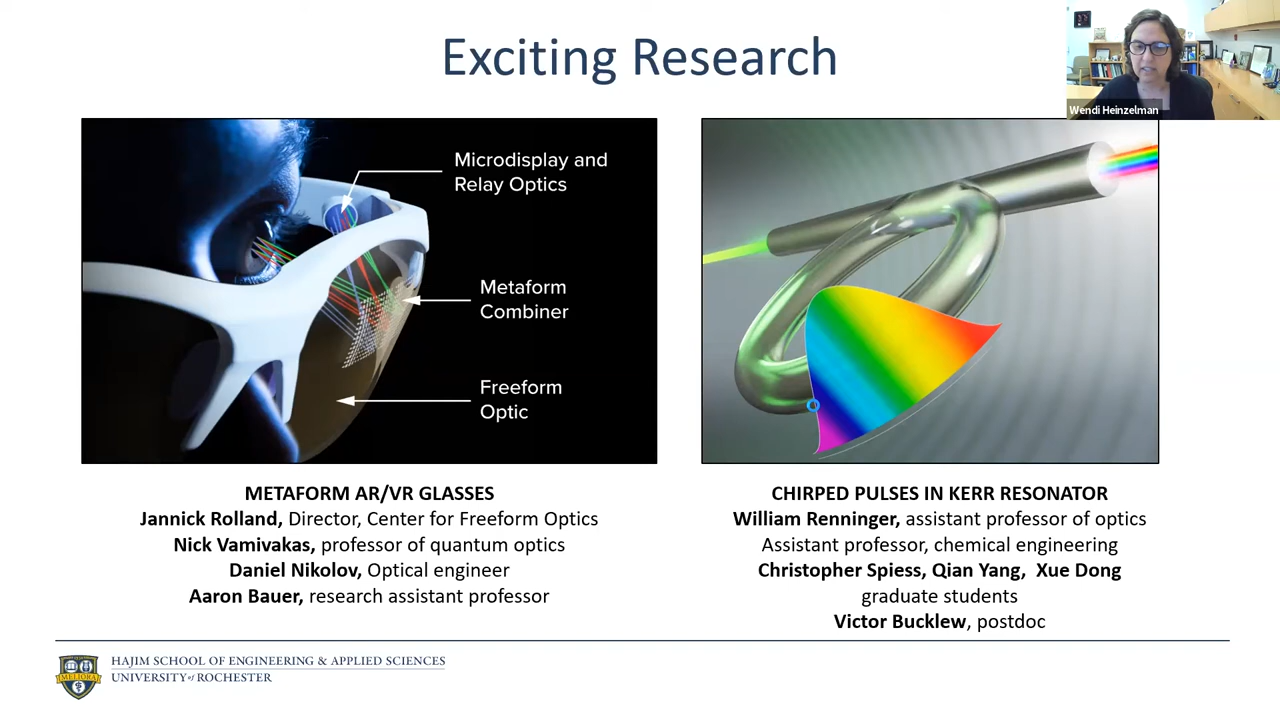 Exciting Research
Wendi Heinzelman
Microdisplay and
Relay Optics
Metaform
Combiner
Freeform
Optic
METAFORM AR/VR GLASSES
Jannick Rolland, Director, Center for Freeform Optics
Nick Vamivakas, professor of quantum optics
Daniel Nikolov, Optical engineer
Aaron Bauer, research assistant professor
CHIRPED PULSES IN KERR RESONATOR
William Renninger, assistant professor of optics
Assistant professor, chemical engineering
Christopher Spiess, Qian Yang, Xue Dong
graduate students
Victor Bucklew, postdoc
MELIORA
HAJIM SCHOOL OF ENGINEERING & APPLIED SCIENCES
UNIVERSITY of ROCHESTER